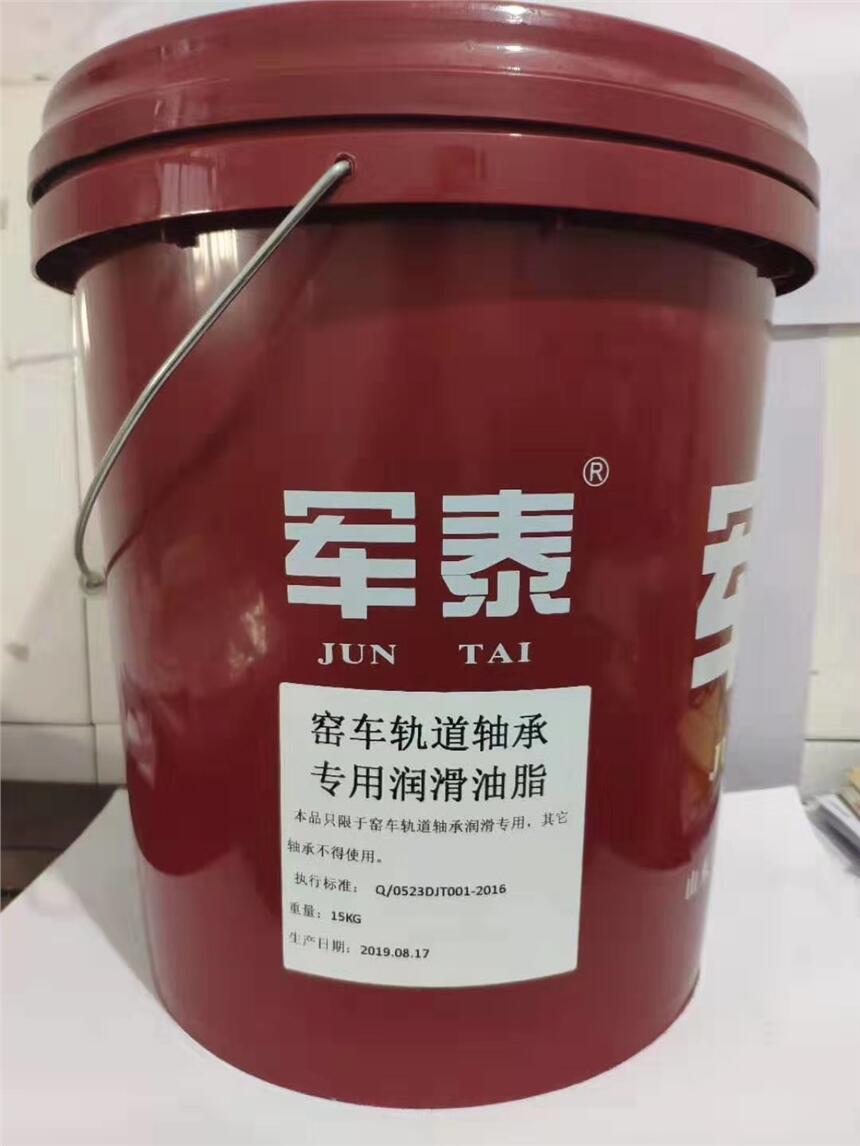 军泰®
JUN TAI
窑车轨道轴承
专用润滑油脂
本品只限于窑车轨道轴承润滑专用，其它
轴承不得使用。
执行标准： Q/0523DJT001-2016
重量：15KG
生产日期：2019.08.17
军
J
山